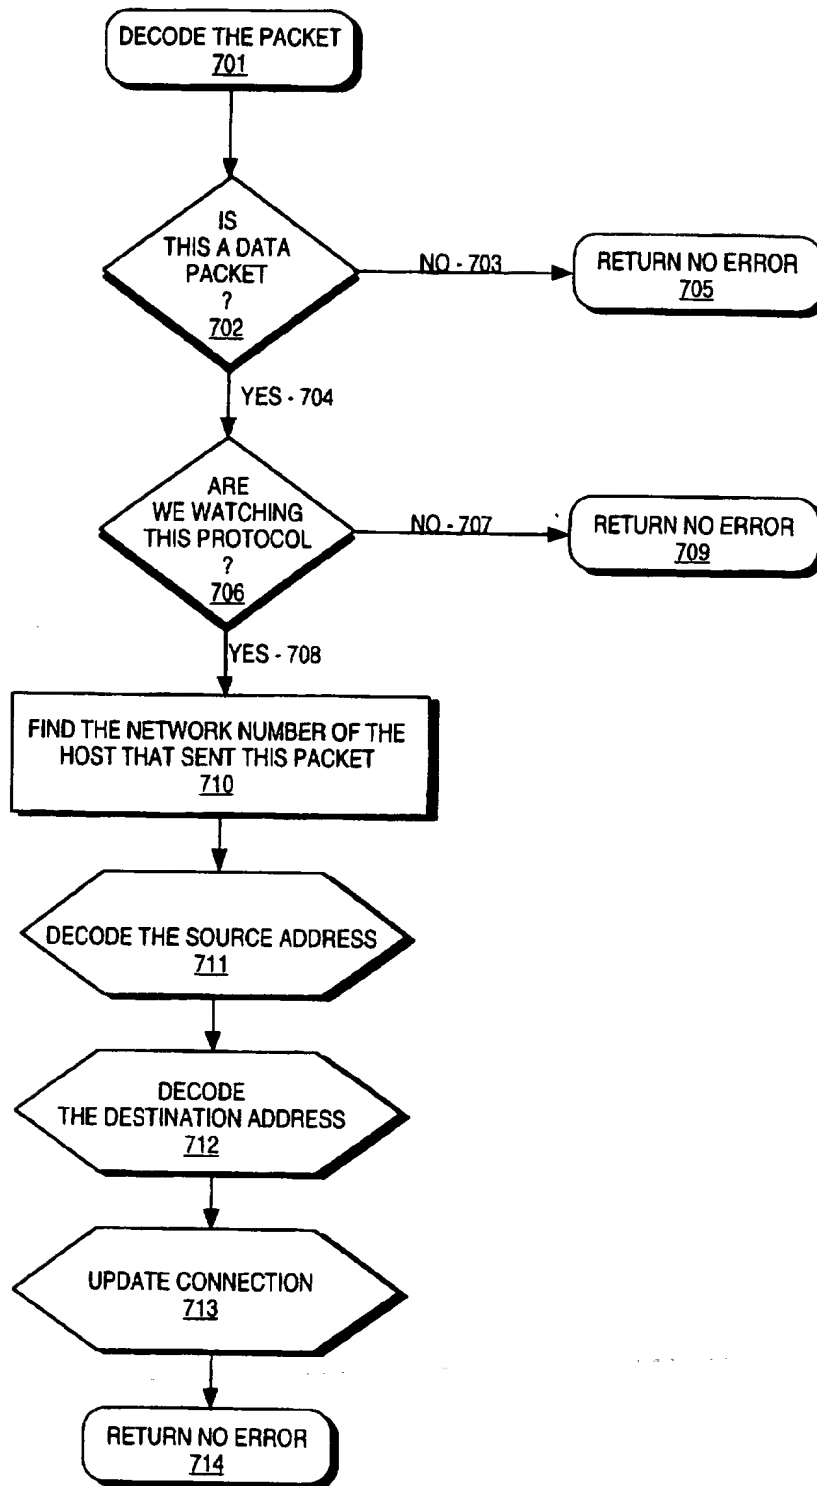 DECODE THE PACKET
701
IS
THIS A DATA
PACKET
?
702
NO - 703
RETURN NO ERROR
705
YES - 704
ARE
WE WATCHING
THIS PROTOCOL
?
706
NO - 707
RETURN NO ERROR
709
YES - 708
FIND THE NETWORK NUMBER OF THE
HOST THAT SENT THIS PACKET
710
DECODE THE SOURCE ADDRESS
711
DECODE
THE DESTINATION ADDRESS
712
UPDATE CONNECTION
713
RETURN NO ERROR
714